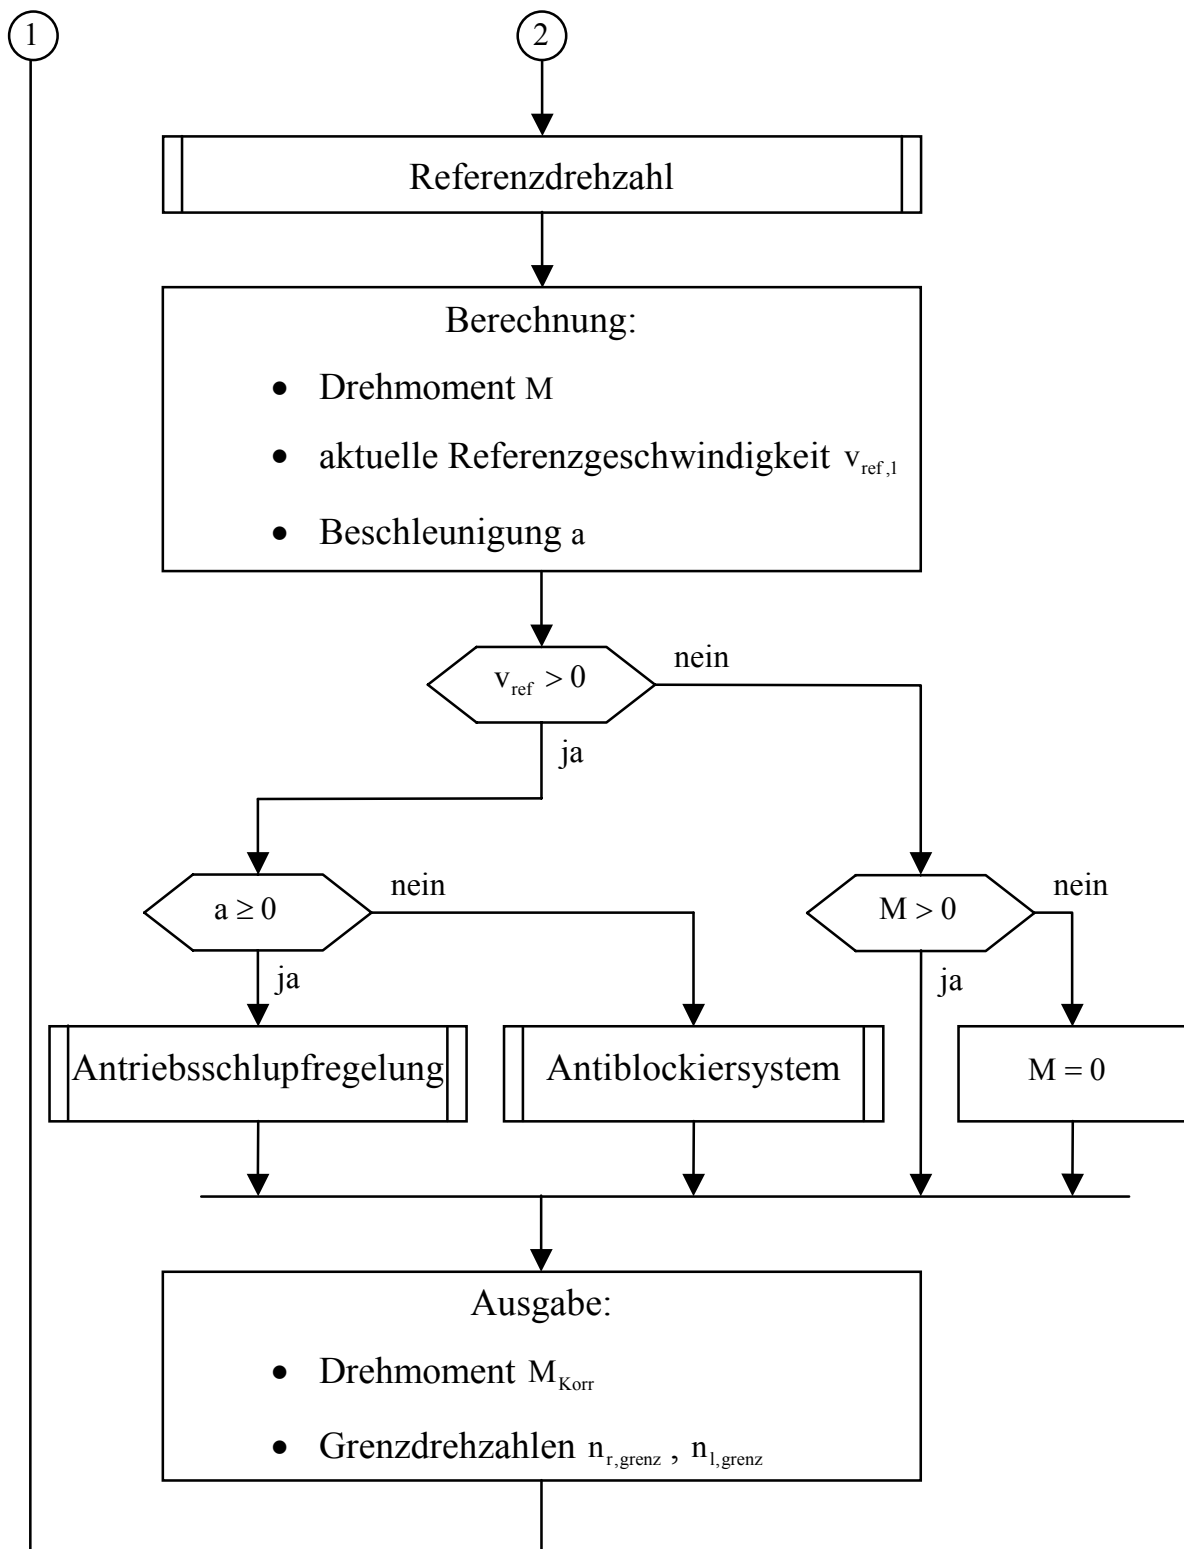 1
2
Referenzdrehzahl
Berechnung:
• Drehmoment M
• aktuelle Referenzgeschwindigkeit v_ref,1
• Beschleunigung a
v_ref > 0
nein
ja
a ≥ 0
nein
ja
M > 0
nein
ja
Antriebsschlupfregelung
Antiblockiersystem
M = 0
Ausgabe:
• Drehmoment M_Korr
• Grenzdrehzahlen n_r,grenz , n_l,grenz